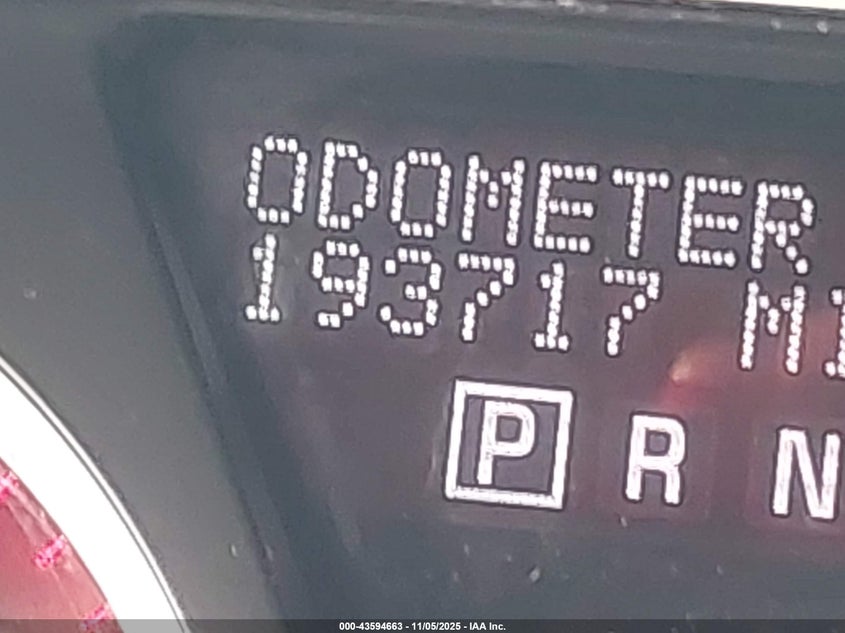 ODOMETER
193717 MI
P R N
000-43594663 - 11/05/2025 - IAA Inc.